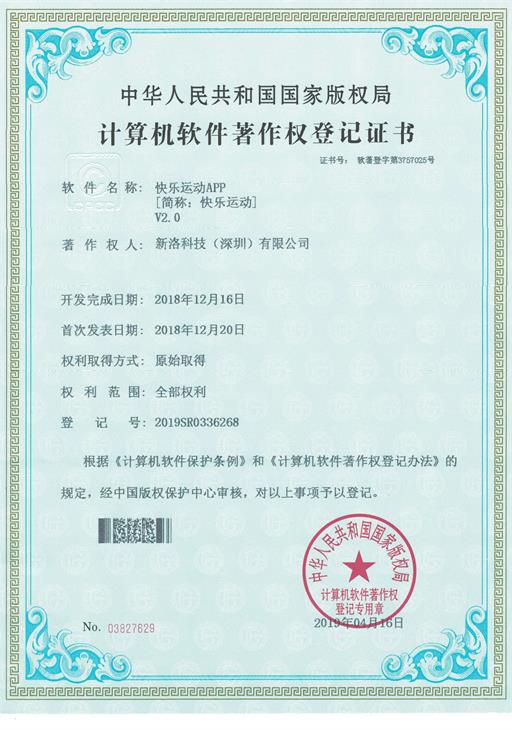 中华人民共和国国家版权局
计算机软件著作权登记证书
证书号: 软著登字第3757025号
软件名称: 快乐运动APP
[简称: 快乐运动]
V2.0
著作权人: 新洛科技(深圳)有限公司
开发完成日期: 2018年12月16日
首次发表日期: 2018年12月20日
权利取得方式: 原始取得
权利范围: 全部权利
登记号: 2019SR0336268
根据《计算机软件保护条例》和《计算机软件著作权登记办法》的
规定,经中国版权保护中心审核,对以上事项予以登记。
中华人民共和国国家版权局
计算机软件著作权
登记专用章
No. 03827629
2019年04月16日